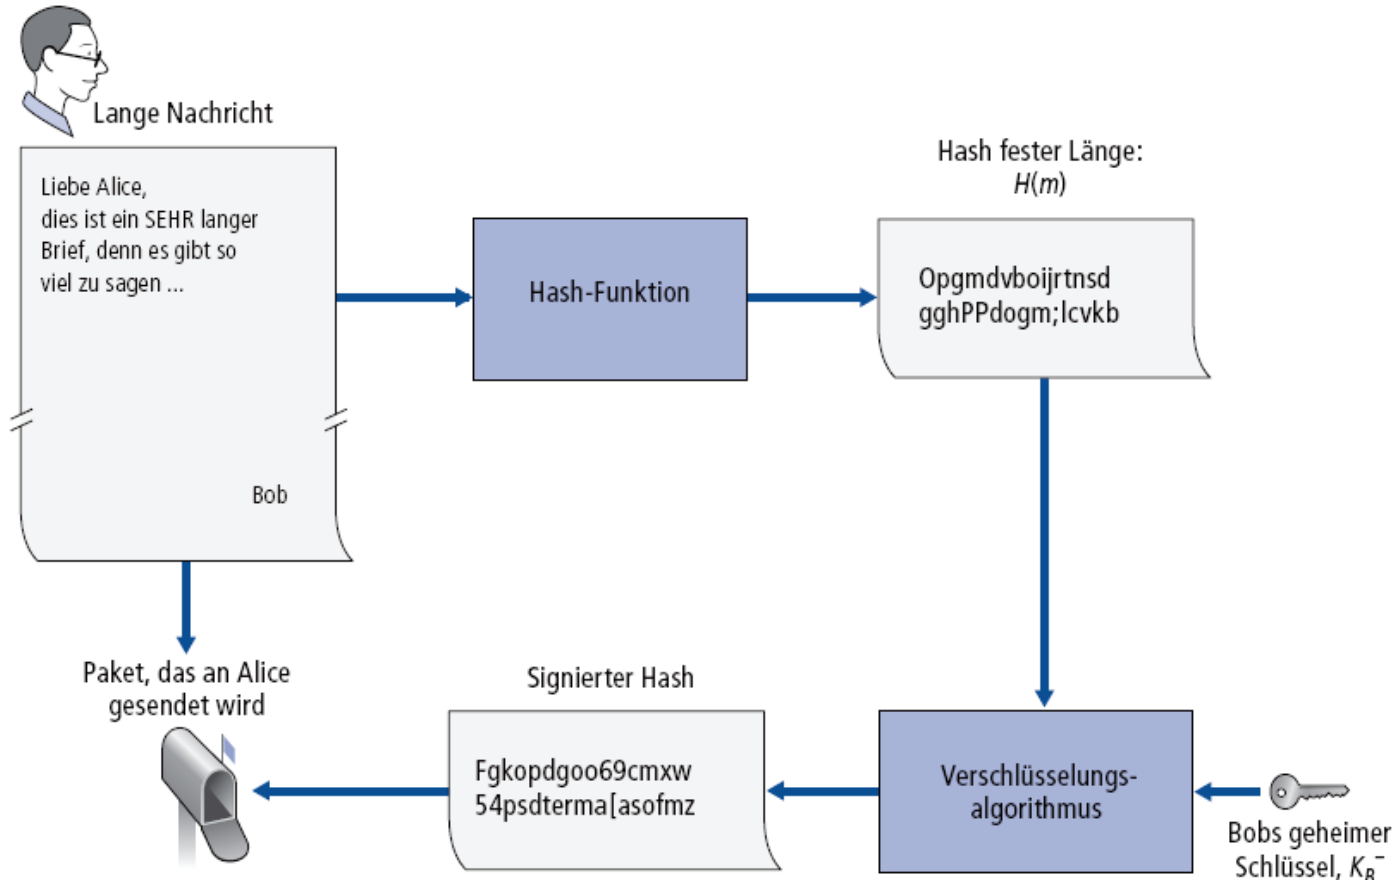 Lange Nachricht
Liebe Alice,
dies ist ein SEHR langer
Brief, denn es gibt so
viel zu sagen ...
Bob
Hash-Funktion
Hash fester Länge:
H(m)
Opgmdvboijrtnsd
gghPPdogm;lcvkb
Paket, das an Alice
gesendet wird
Signierter Hash
Fgkopdgoo69cmxw
54psdterma[asofmz
Verschlüsselungs-
algorithmus
Bobs geheimer
Schlüssel, K_B⁻